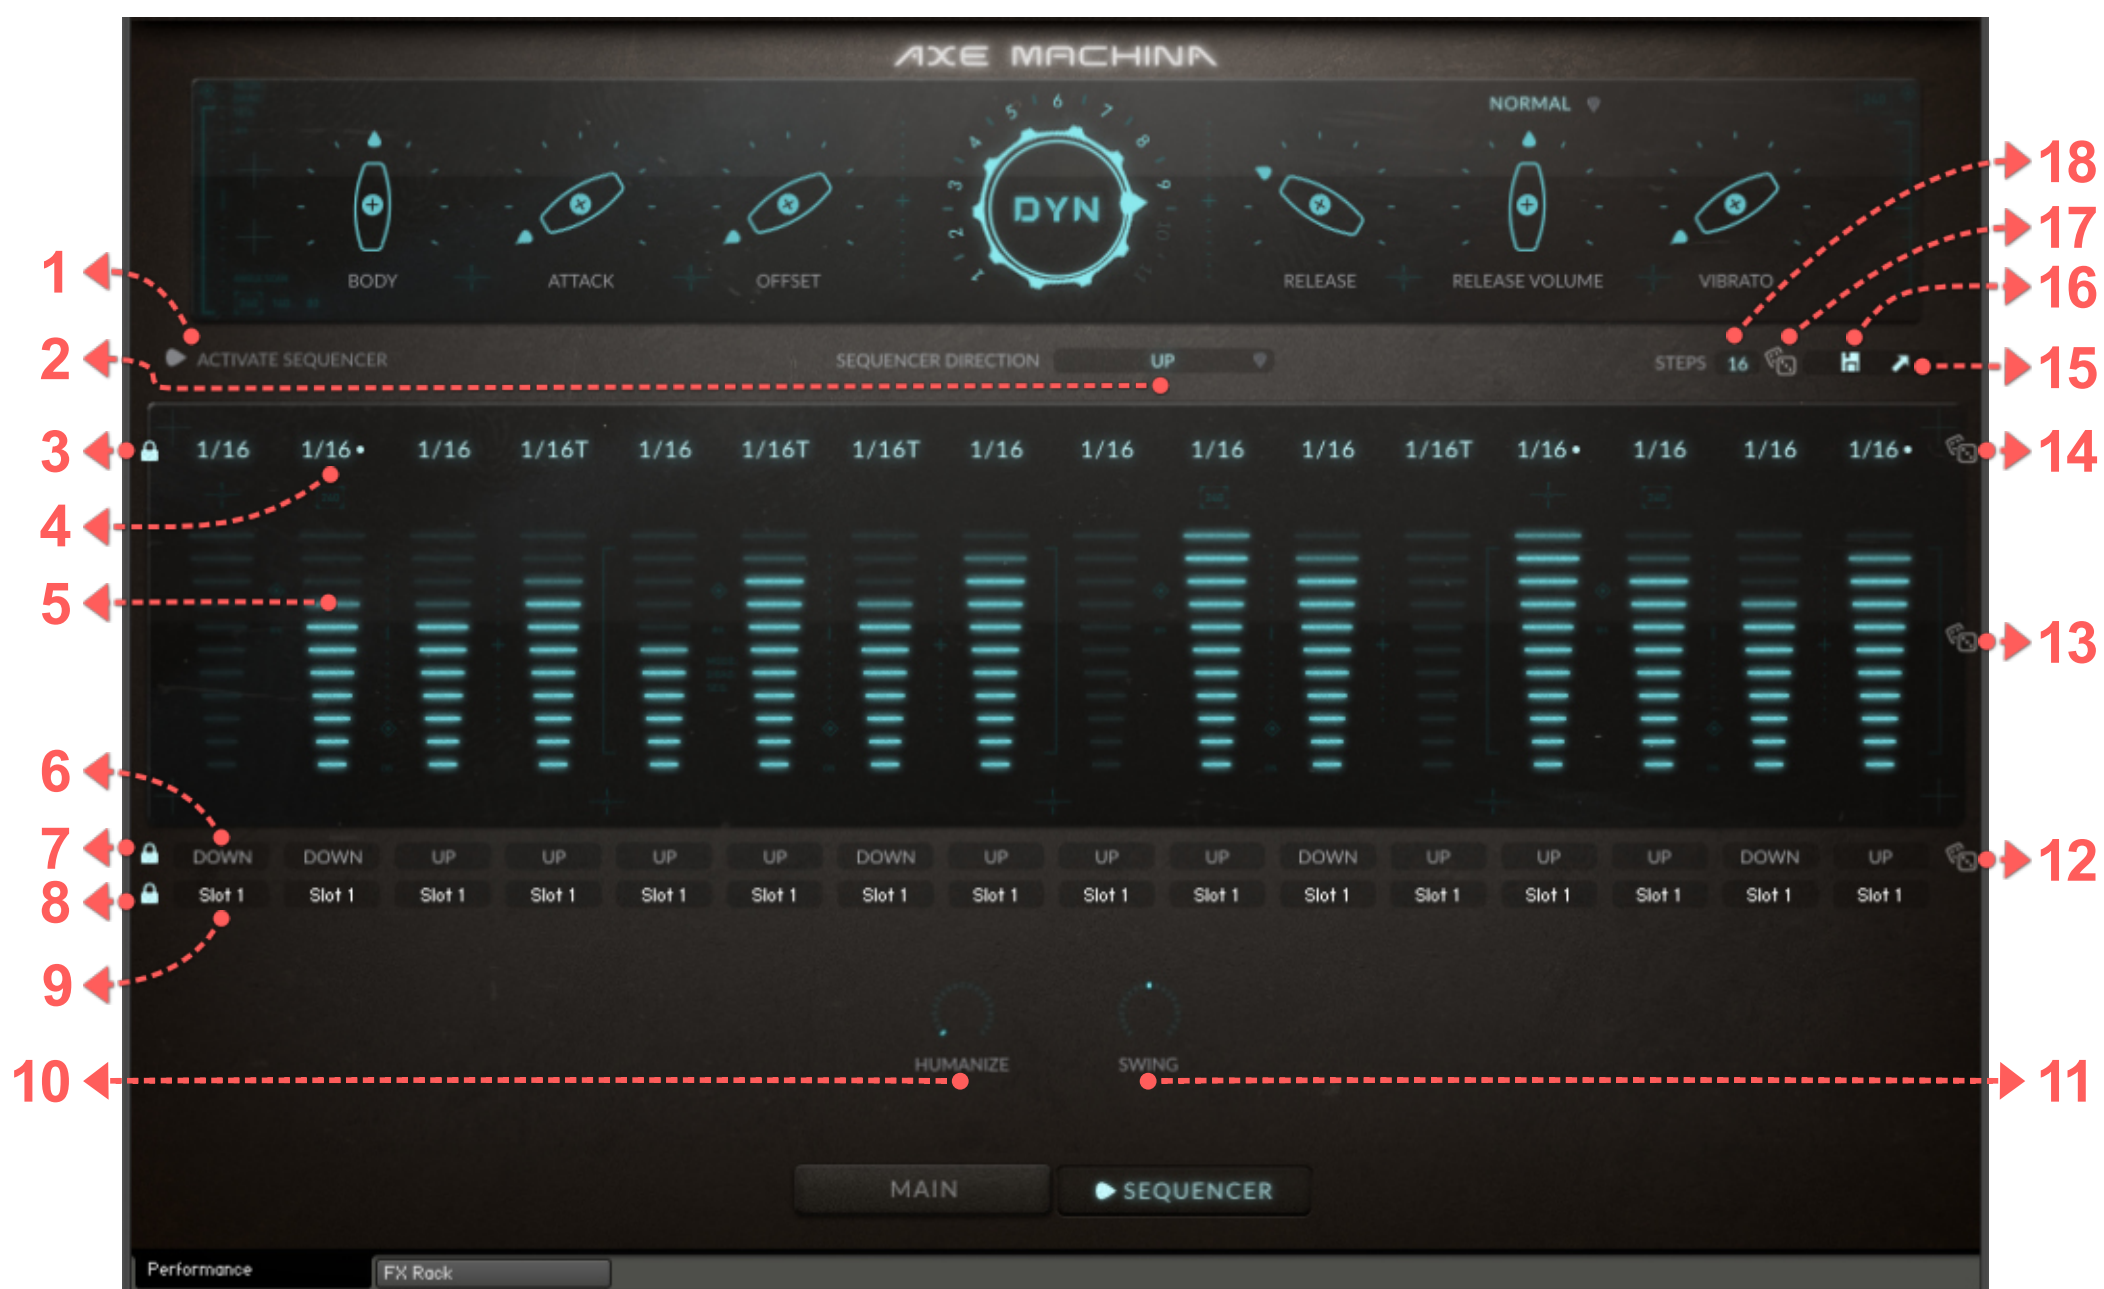 AXE MACHINA
NORMAL
1 2 3 4 5 6 7 8 9 10 11
DYN
BODY ATTACK OFFSET RELEASE RELEASE VOLUME VIBRATO
18
17
1
16
2
ACTIVATE SEQUENCER SEQUENCER DIRECTION UP STEPS 16
15
3 1/16 1/16• 1/16 1/16T 1/16 1/16T 1/16T 1/16 1/16 1/16 1/16 1/16T 1/16• 1/16 1/16 1/16• 14
4
5
13
6
7 DOWN DOWN UP UP UP UP DOWN UP UP UP DOWN UP UP UP DOWN UP 12
8 Slot 1 Slot 1 Slot 1 Slot 1 Slot 1 Slot 1 Slot 1 Slot 1 Slot 1 Slot 1 Slot 1 Slot 1 Slot 1 Slot 1 Slot 1 Slot 1
9
HUMANIZE SWING
10 11
MAIN SEQUENCER
Performance FX Rack